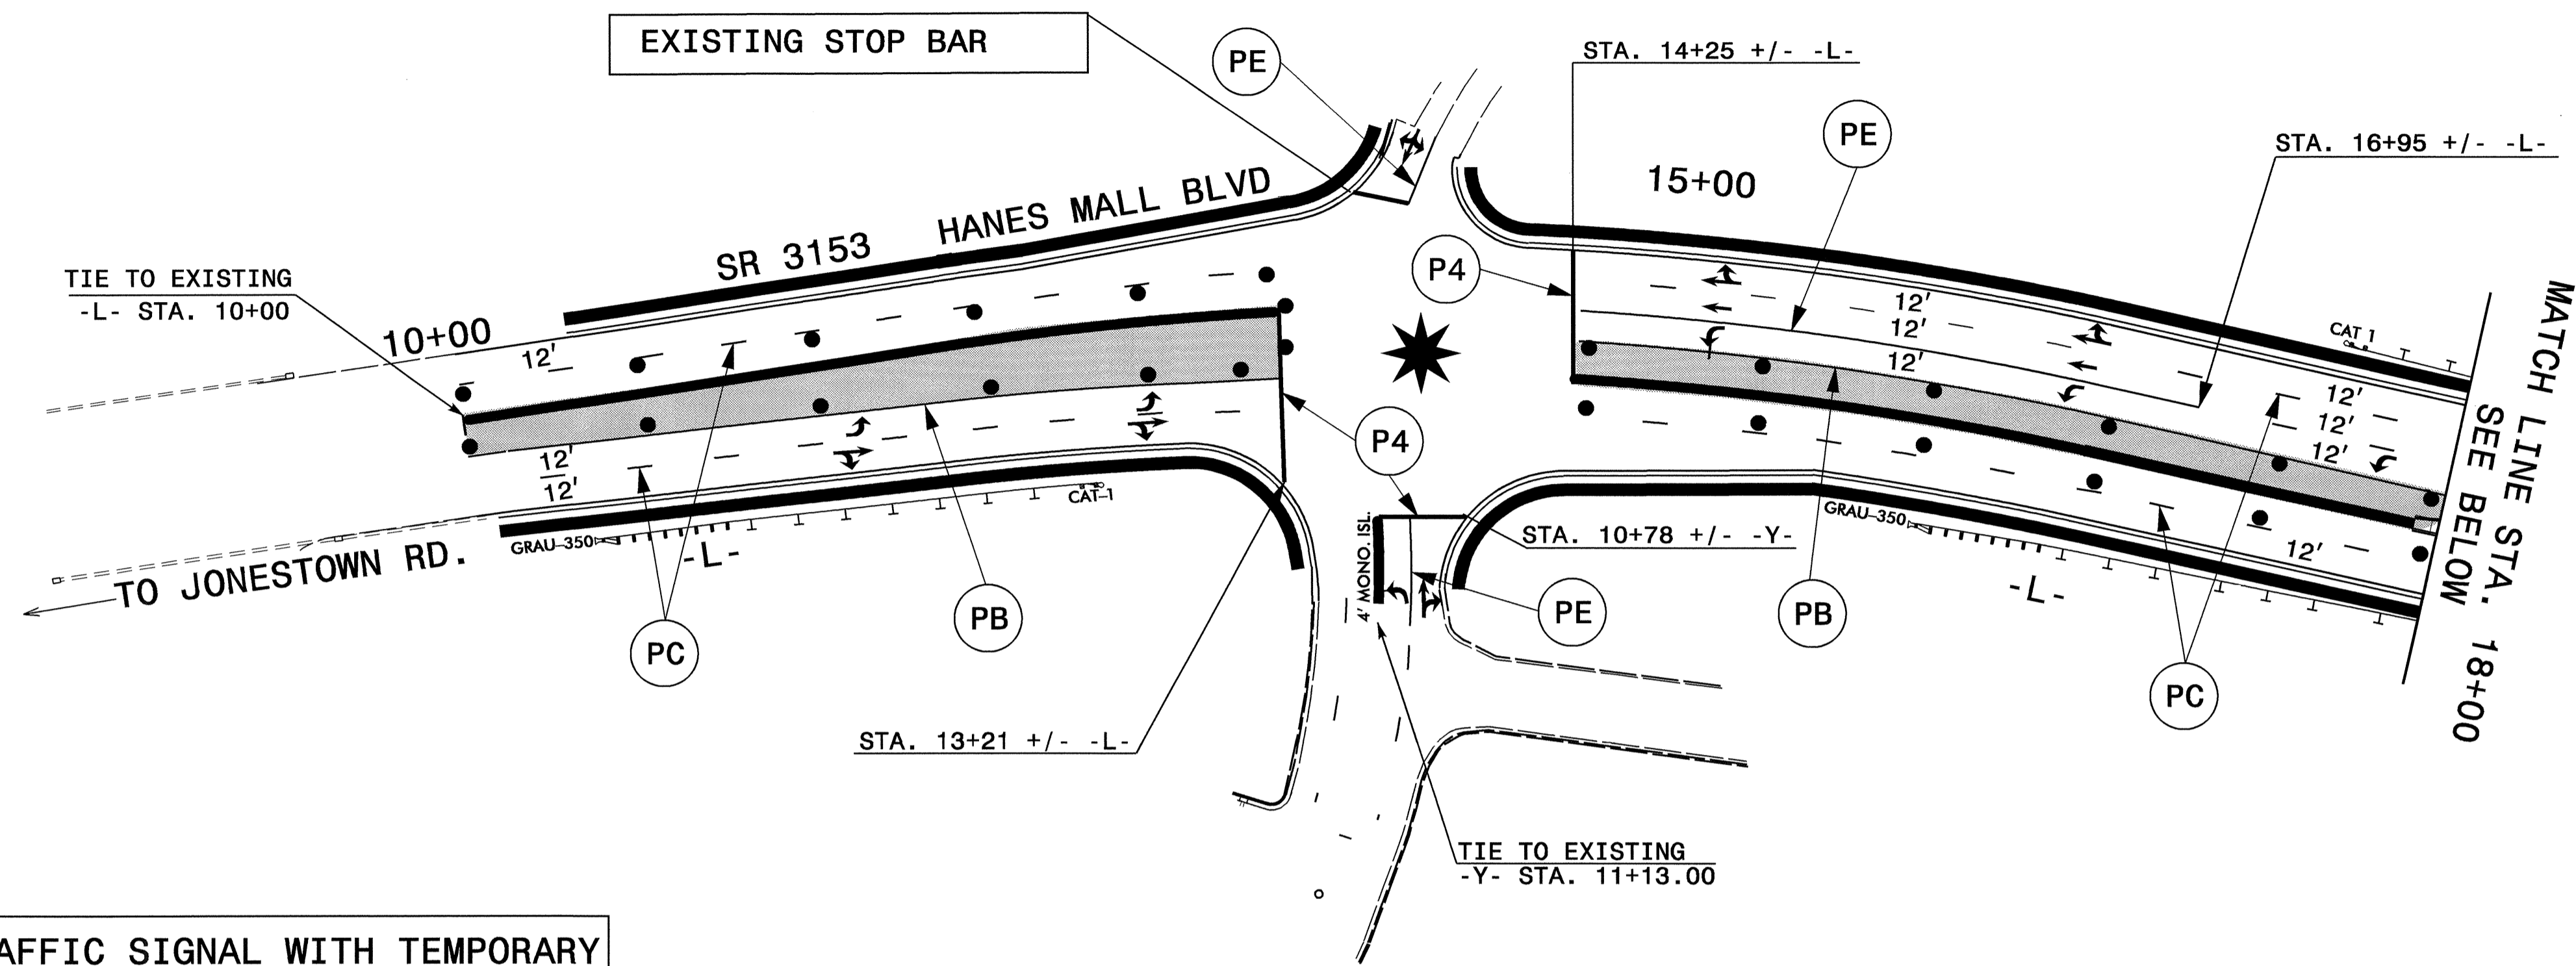 EXISTING STOP BAR
PE
STA. 14+25 +/- -L-
PE
STA. 16+95 +/- -L-
15+00
SR 3153 HANES MALL BLVD
P4
TIE TO EXISTING
-L- STA. 10+00
10+00
12'
12'
12'
12'
CAT 1
12'
12'
12'
MATCH LINE STA. 18+00
SEE BELOW
12'
12'
P4
CAT-1
GRAU-350
-L-
TO JONESTOWN RD.
4' MONO. ISL.
STA. 10+78 +/- -Y-
GRAU-350
12'
-L-
PC
PB
PE
PB
PC
STA. 13+21 +/- -L-
TIE TO EXISTING
-Y- STA. 11+13.00
AFFIC SIGNAL WITH TEMPORARY